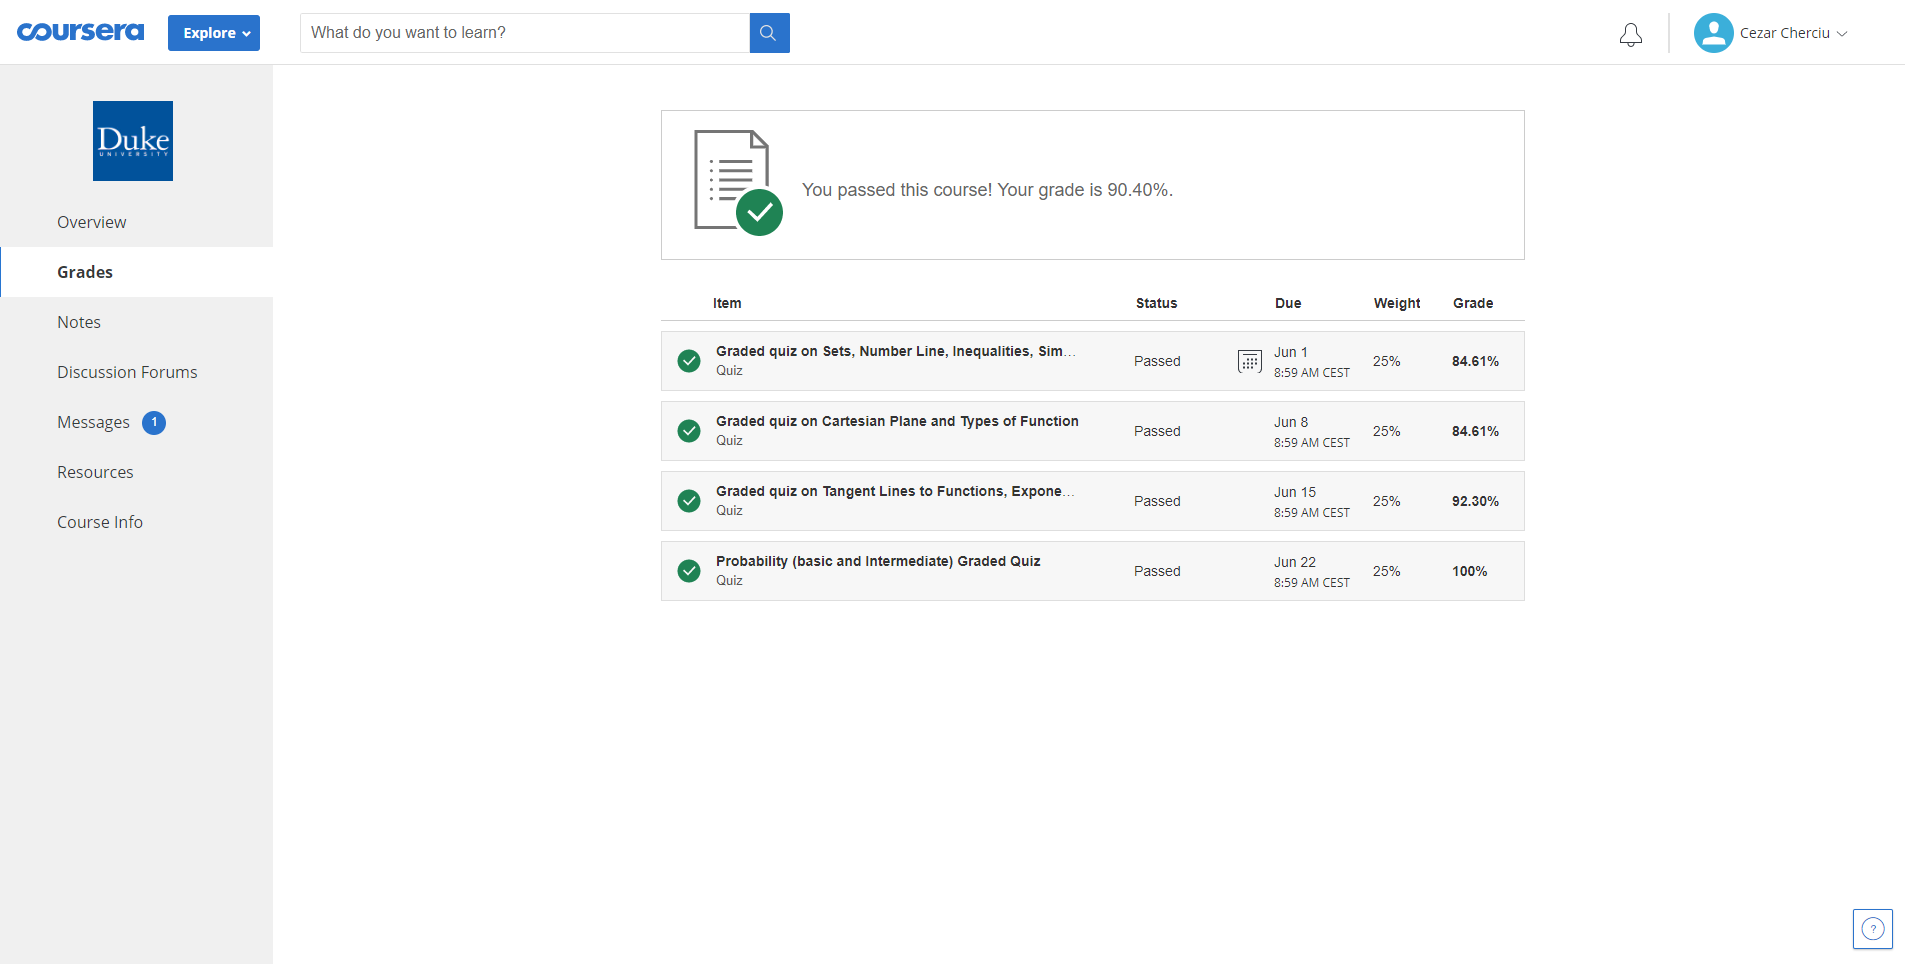 coursera
Explore
What do you want to learn?
Cezar Cherciu
Duke
UNIVERSITY
Overview
Grades
Notes
Discussion Forums
Messages 1
Resources
Course Info
You passed this course! Your grade is 90.40%.
Item Status Due Weight Grade
Graded quiz on Sets, Number Line, Inequalities, Sim…
Quiz
Passed
Jun 1
8:59 AM CEST
25%
84.61%
Graded quiz on Cartesian Plane and Types of Function
Quiz
Passed
Jun 8
8:59 AM CEST
25%
84.61%
Graded quiz on Tangent Lines to Functions, Expone…
Quiz
Passed
Jun 15
8:59 AM CEST
25%
92.30%
Probability (basic and Intermediate) Graded Quiz
Quiz
Passed
Jun 22
8:59 AM CEST
25%
100%
?